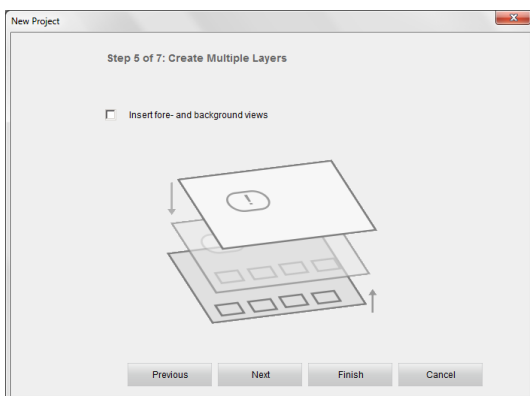 New Project
Step 5 of 7: Create Multiple Layers
Insert fore- and background views
!
Previous Next Finish Cancel